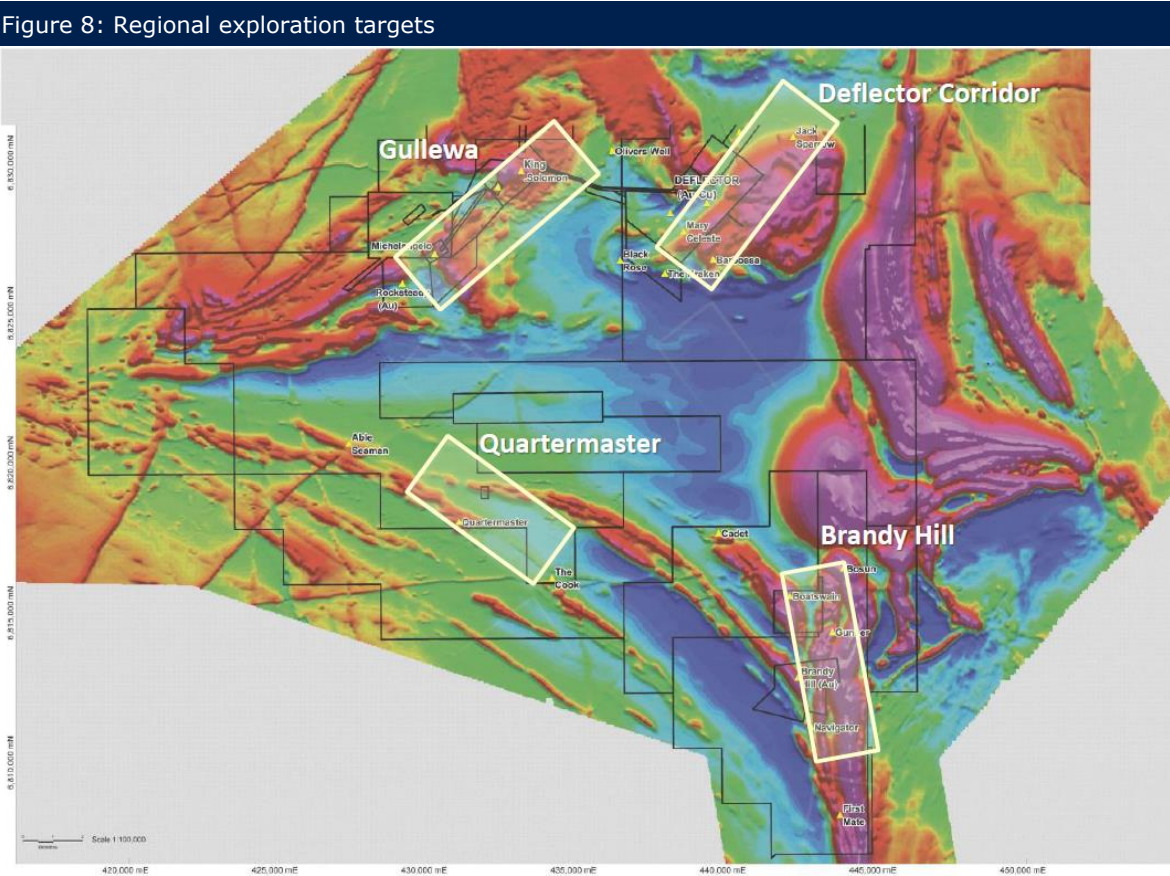 Figure 8: Regional exploration targets
Deflector Corridor
Gullewa
Jack
Sparrow
Olivers Well
King
Solomon
DEFLECTOR
(Au-Cu)
Mary
Celeste
Michelangelo
Black
Rose
Barbossa
The Kraken
Rocksteady
(Au)
Able
Seaman
Quartermaster
Quartermaster
Cadet
Brandy Hill
The
Cook
Bosun
Boatswain
Gunner
Brandy
Hill (Au)
Navigator
First
Mate
6,830,000 mN
6,825,000 mN
6,820,000 mN
6,815,000 mN
6,810,000 mN
Scale 1:100,000
420,000 mE
425,000 mE
430,000 mE
435,000 mE
440,000 mE
445,000 mE
450,000 mE